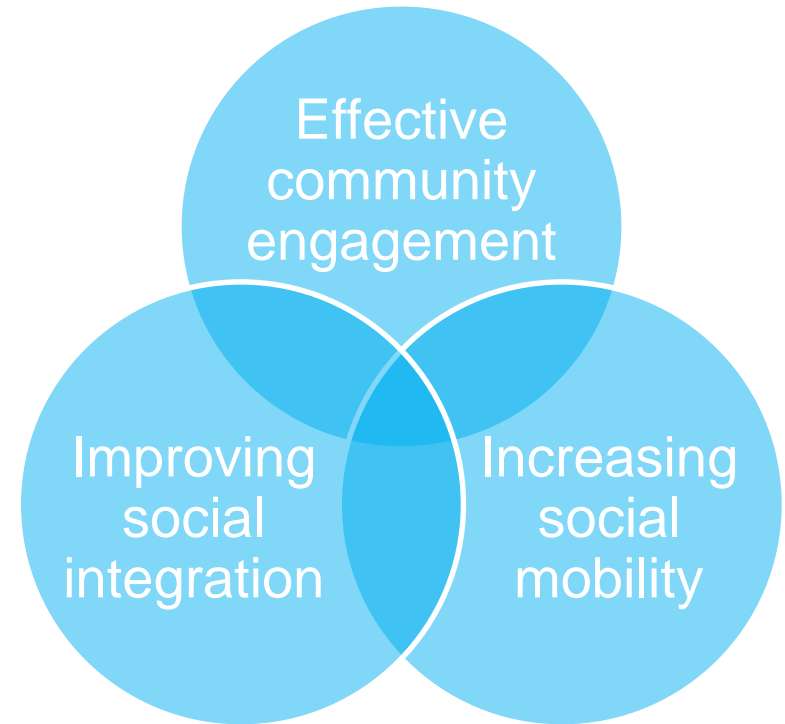 Effective
community
engagement
Improving
social
integration
Increasing
social
mobility